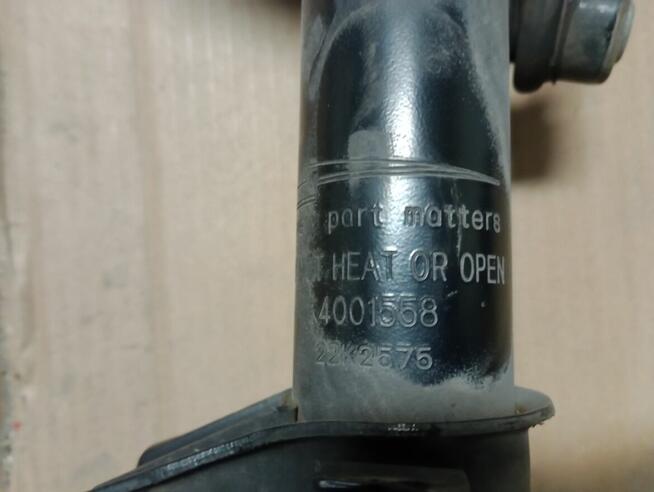 part matters
T HEAT OR OPEN
4001558
22K2575